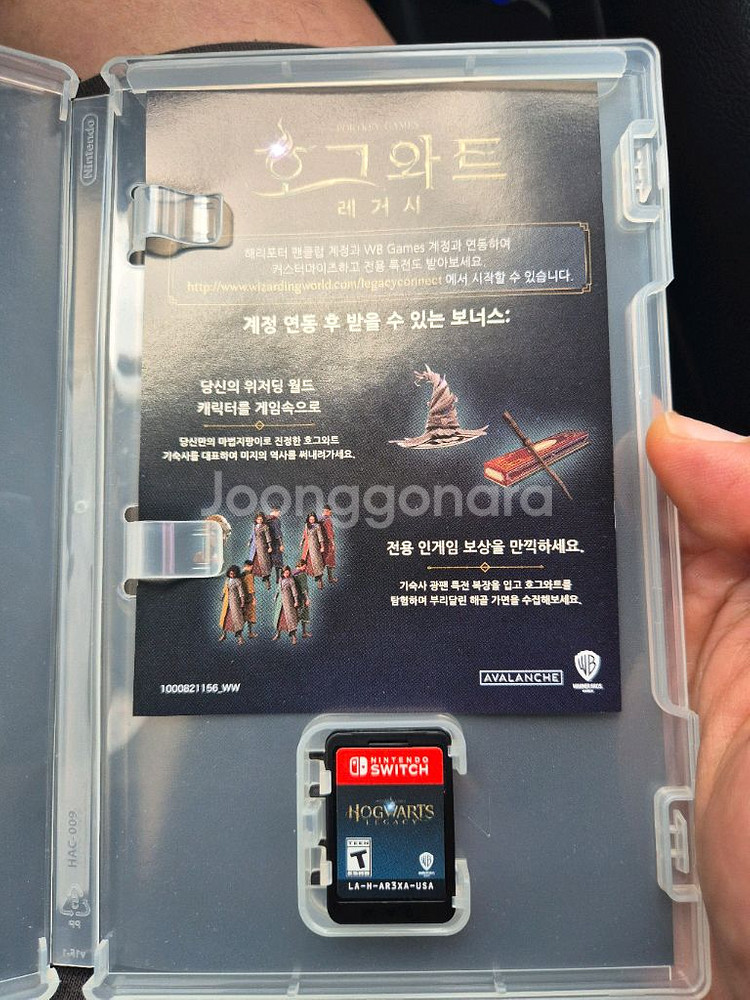 Nintendo
PORTKEY GAMES
호그와트
레거시
해리포터 팬클럽 계정과 WB Games 계정과 연동하여
커스터마이즈하고 전용 특전도 받아보세요.
http://www.wizardingworld.com/legacyconnect 에서 시작할 수 있습니다.
계정 연동 후 받을 수 있는 보너스:
당신의 위저딩 월드
캐릭터를 게임속으로
당신만의 마법지팡이로 진정한 호그와트
기숙사를 대표하여 미지의 역사를 써내려가세요.
Joonggonara
전용 인게임 보상을 만끽하세요.
기숙사 광팬 특전 복장을 입고 호그와트를
탐험하며 부리달린 해골 가면을 수집해보세요.
1000821156_WW
AVALANCHE
WB
WARNER BROS.
GAMES
NINTENDO
SWITCH
HOGWARTS
LEGACY
TEEN
T
ESRB
WB
LA-H-AR3XA-USA
HAC-009
PP